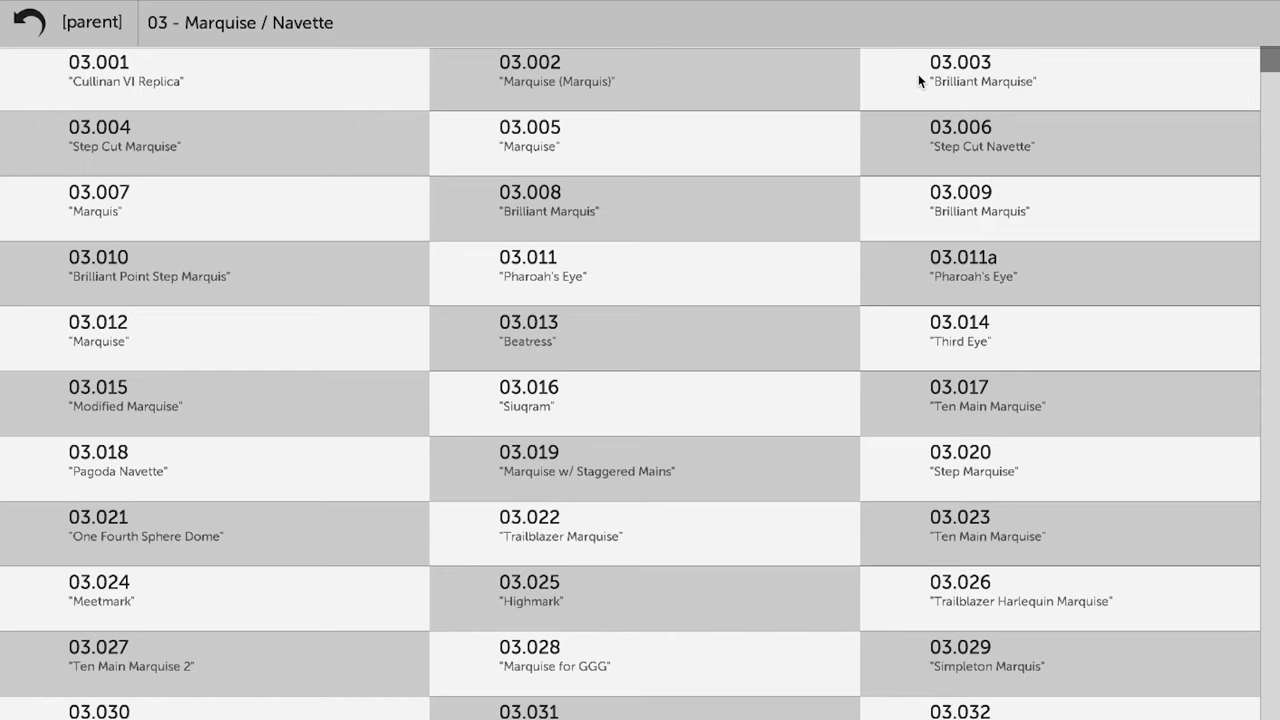 [parent]
03 - Marquise / Navette
03.001
"Cullinan VI Replica"
03.002
"Marquise (Marquis)"
03.003
"Brilliant Marquise"
03.004
"Step Cut Marquise"
03.005
"Marquise"
03.006
"Step Cut Navette"
03.007
"Marquis"
03.008
"Brilliant Marquis"
03.009
"Brilliant Marquis"
03.010
"Brilliant Point Step Marquis"
03.011
"Pharoah's Eye"
03.011a
"Pharoah's Eye"
03.012
"Marquise"
03.013
"Beatress"
03.014
"Third Eye"
03.015
"Modified Marquise"
03.016
"Siuqram"
03.017
"Ten Main Marquise"
03.018
"Pagoda Navette"
03.019
"Marquise w/ Staggered Mains"
03.020
"Step Marquise"
03.021
"One Fourth Sphere Dome"
03.022
"Trailblazer Marquise"
03.023
"Ten Main Marquise"
03.024
"Meetmark"
03.025
"Highmark"
03.026
"Trailblazer Harlequin Marquise"
03.027
"Ten Main Marquise 2"
03.028
"Marquise for GGG"
03.029
"Simpleton Marquis"
03.030
03.031
03.032